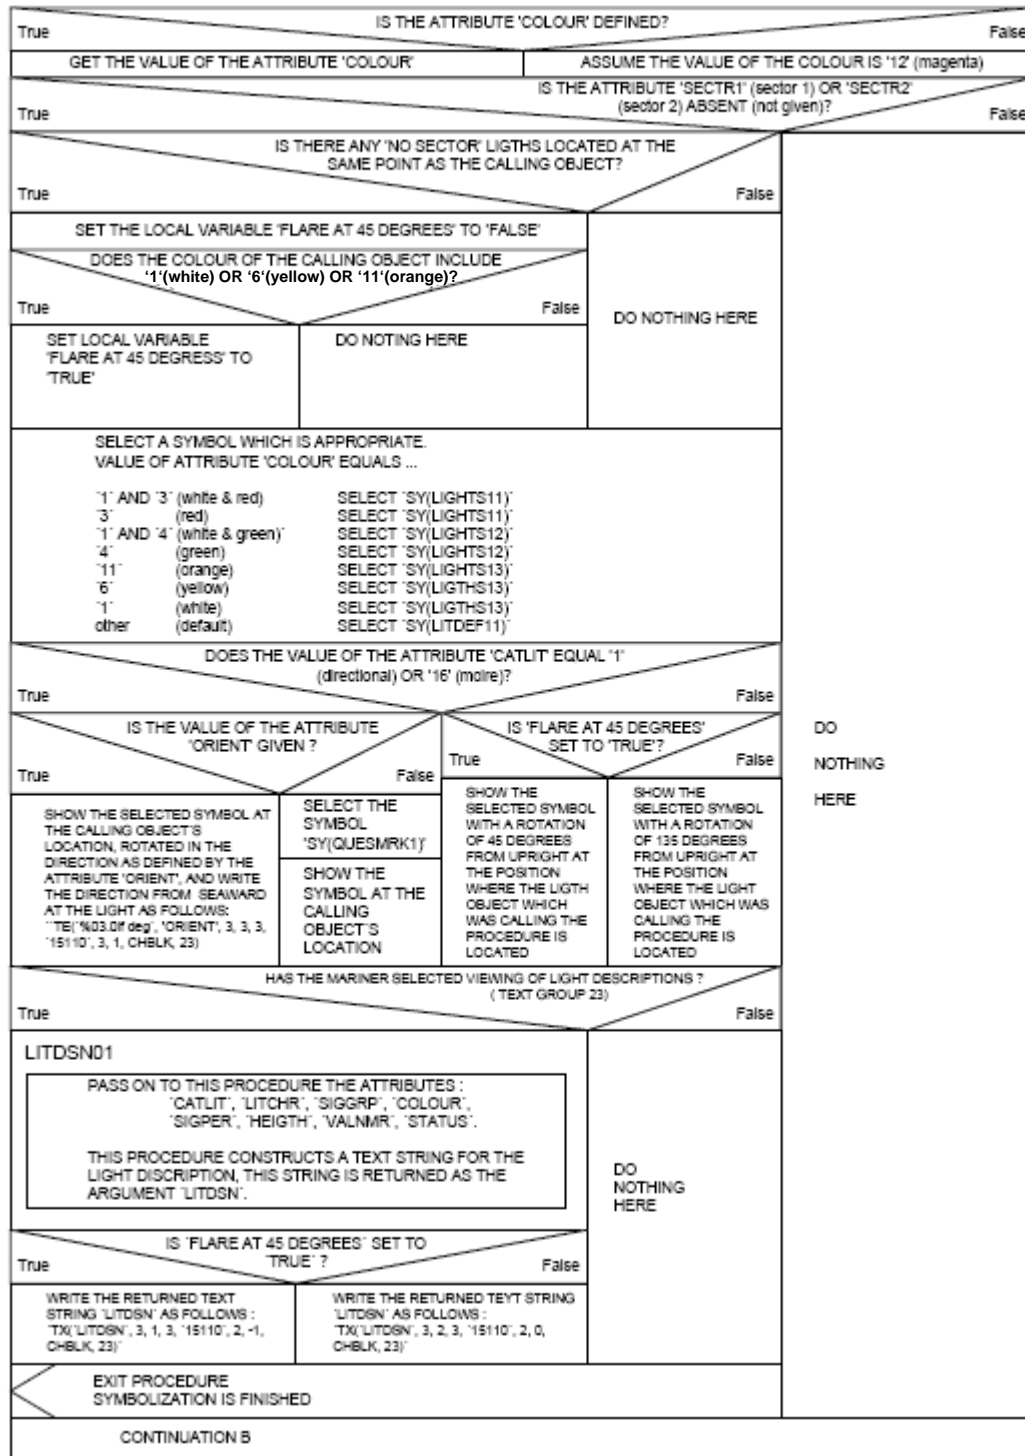 IS THE ATTRIBUTE 'COLOUR' DEFINED?
True
False
GET THE VALUE OF THE ATTRIBUTE 'COLOUR'
ASSUME THE VALUE OF THE COLOUR IS '12' (magenta)
IS THE ATTRIBUTE 'SECTR1' (sector 1) OR 'SECTR2'
(sector 2) ABSENT (not given)?
True
False
IS THERE ANY 'NO SECTOR' LIGTHS LOCATED AT THE
SAME POINT AS THE CALLING OBJECT?
True
False
SET THE LOCAL VARIABLE 'FLARE AT 45 DEGREES' TO 'FALSE'
DOES THE COLOUR OF THE CALLING OBJECT INCLUDE
'1'(white) OR '6'(yellow) OR '11'(orange)?
True
False
DO NOTHING HERE
SET LOCAL VARIABLE
'FLARE AT 45 DEGRESS' TO
'TRUE'
DO NOTING HERE
SELECT A SYMBOL WHICH IS APPROPRIATE.
VALUE OF ATTRIBUTE 'COLOUR' EQUALS ...
`1` AND `3` (white & red) SELECT `SY(LIGHTS11)`
`3` (red) SELECT `SY(LIGHTS11)`
`1` AND `4` (white & green)` SELECT `SY(LIGHTS12)`
`4` (green) SELECT `SY(LIGHTS12)`
`11` (orange) SELECT `SY(LIGHTS13)`
`6` (yellow) SELECT `SY(LIGTHS13)`
`1` (white) SELECT `SY(LIGTHS13)`
other (default) SELECT `SY(LITDEF11)`
DOES THE VALUE OF THE ATTRIBUTE 'CATLIT' EQUAL '1'
(directional) OR '16' (moire)?
True
False
IS THE VALUE OF THE ATTRIBUTE
'ORIENT' GIVEN ?
True
False
IS 'FLARE AT 45 DEGREES'
SET TO 'TRUE'?
True
False
DO
NOTHING
HERE
SHOW THE SELECTED SYMBOL AT
THE CALLING OBJECT'S
LOCATION, ROTATED IN THE
DIRECTION AS DEFINED BY THE
ATTRIBUTE 'ORIENT', AND WRITE
THE DIRECTION FROM SEAWARD
AT THE LIGHT AS FOLLOWS:
``TE(`%03.0lf deg`, 'ORIENT', 3, 3, 3,
`15110`, 3, 1, CHBLK, 23)
SELECT THE
SYMBOL
'SY(QUESMRK1)'
SHOW THE
SYMBOL AT THE
CALLING
OBJECT'S
LOCATION
SHOW THE
SELECTED SYMBOL
WITH A ROTATION
OF 45 DEGREES
FROM UPRIGHT AT
THE POSITION
WHERE THE LIGTH
OBJECT WHICH
WAS CALLING THE
PROCEDURE IS
LOCATED
SHOW THE
SELECTED SYMBOL
WITH A ROTATION
OF 135 DEGREES
FROM UPRIGHT AT
THE POSITION
WHERE THE LIGHT
OBJECT WHICH WAS
CALLING THE
PROCEDURE IS
LOCATED
HAS THE MARINER SELECTED VIEWING OF LIGHT DESCRIPTIONS ?
( TEXT GROUP 23)
True
False
LITDSN01
PASS ON TO THIS PROCEDURE THE ATTRIBUTES :
`CATLIT`, `LITCHR`, `SIGGRP`, `COLOUR`,
`SIGPER`, `HEIGTH`, `VALNMR`, `STATUS`.
THIS PROCEDURE CONSTRUCTS A TEXT STRING FOR THE
LIGHT DISCRIPTION, THIS STRING IS RETURNED AS THE
ARGUMENT `LITDSN`.
DO
NOTHING
HERE
IS `FLARE AT 45 DEGREES` SET TO
`TRUE` ?
True
False
WRITE THE RETURNED TEXT
STRING `LITDSN` AS FOLLOWS :
`TX(`LITDSN`, 3, 1, 3, `15110`, 2, -1,
CHBLK, 23)`
WRITE THE RETURNED TEYT STRING
`LITDSN` AS FOLLOWS :
`TX(`LITDSN`, 3, 2, 3, `15110`, 2, 0,
CHBLK, 23)`
EXIT PROCEDURE
SYMBOLIZATION IS FINISHED
CONTINUATION B